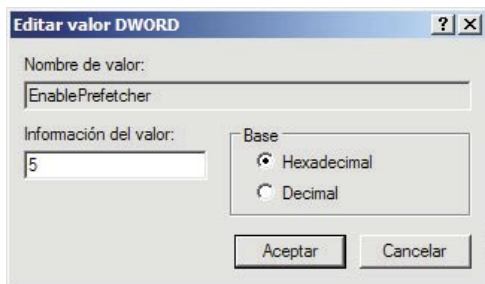 Editar valor DWORD
Nombre de valor:
EnablePrefetcher
Información del valor:
5
Base
Hexadecimal
Decimal
Aceptar
Cancelar